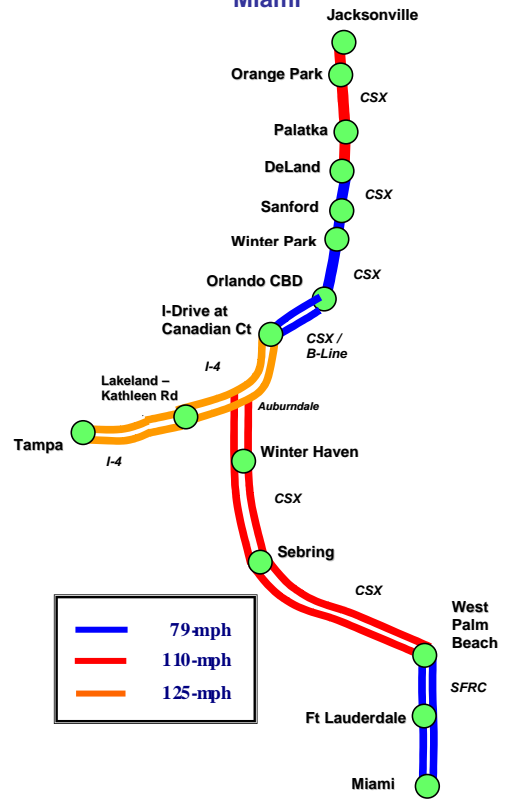 Miami
Jacksonville
Orange Park
CSX
Palatka
DeLand
CSX
Sanford
Winter Park
CSX
Orlando CBD
I-Drive at
Canadian Ct
CSX /
B-Line
I-4
Lakeland –
Kathleen Rd
Auburndale
Tampa
I-4
Winter Haven
CSX
Sebring
CSX
West
Palm
Beach
SFRC
Ft Lauderdale
Miami
79-mph
110-mph
125-mph